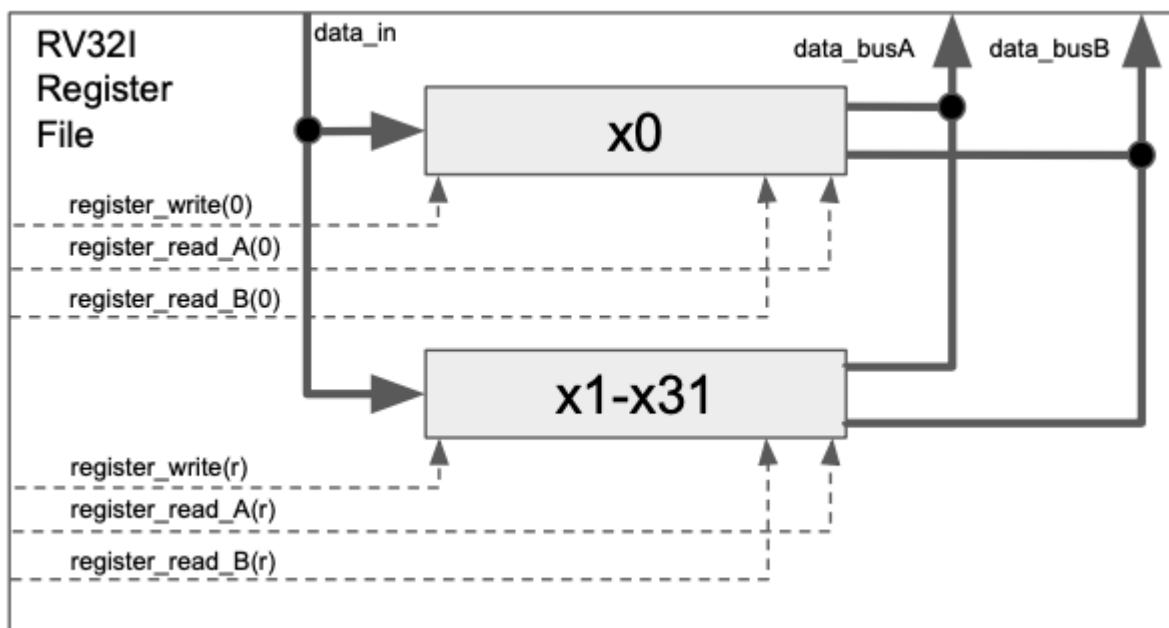 RV32I
Register
File
data_in
data_busA
data_busB
x0
register_write(0)
register_read_A(0)
register_read_B(0)
x1-x31
register_write(r)
register_read_A(r)
register_read_B(r)